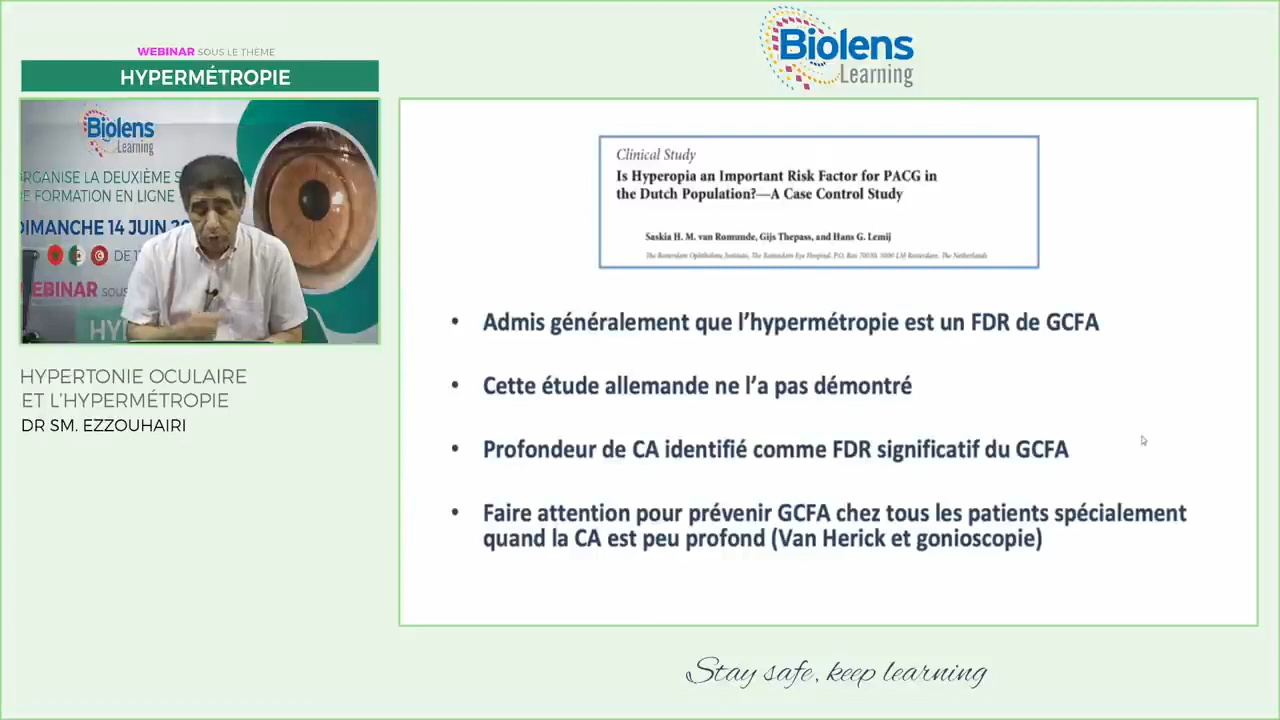 WEBINAR SOUS LE THÈME
HYPERMÉTROPIE
Biolens
Learning
Biolens
Learning
ORGANISE LA DEUXIÈME S
E FORMATION EN LIGNE
DIMANCHE 14 JUIN 20
DE 1
WEBINAR SOUS
HY
HYPERTONIE OCULAIRE
ET L'HYPERMÉTROPIE
DR SM. EZZOUHAIRI
Clinical Study
Is Hyperopia an Important Risk Factor for PACG in
the Dutch Population?—A Case Control Study
Saskia H. M. van Romunde, Gijs Thepass, and Hans G. Lemij
The Rotterdam Ophthalmic Institute, The Rotterdam Eye Hospital, P.O. Box 70030, 3000 LM Rotterdam, The Netherlands
• Admis généralement que l'hypermétropie est un FDR de GCFA
• Cette étude allemande ne l'a pas démontré
• Profondeur de CA identifié comme FDR significatif du GCFA
• Faire attention pour prévenir GCFA chez tous les patients spécialement
quand la CA est peu profond (Van Herick et gonioscopie)
Stay safe, keep learning